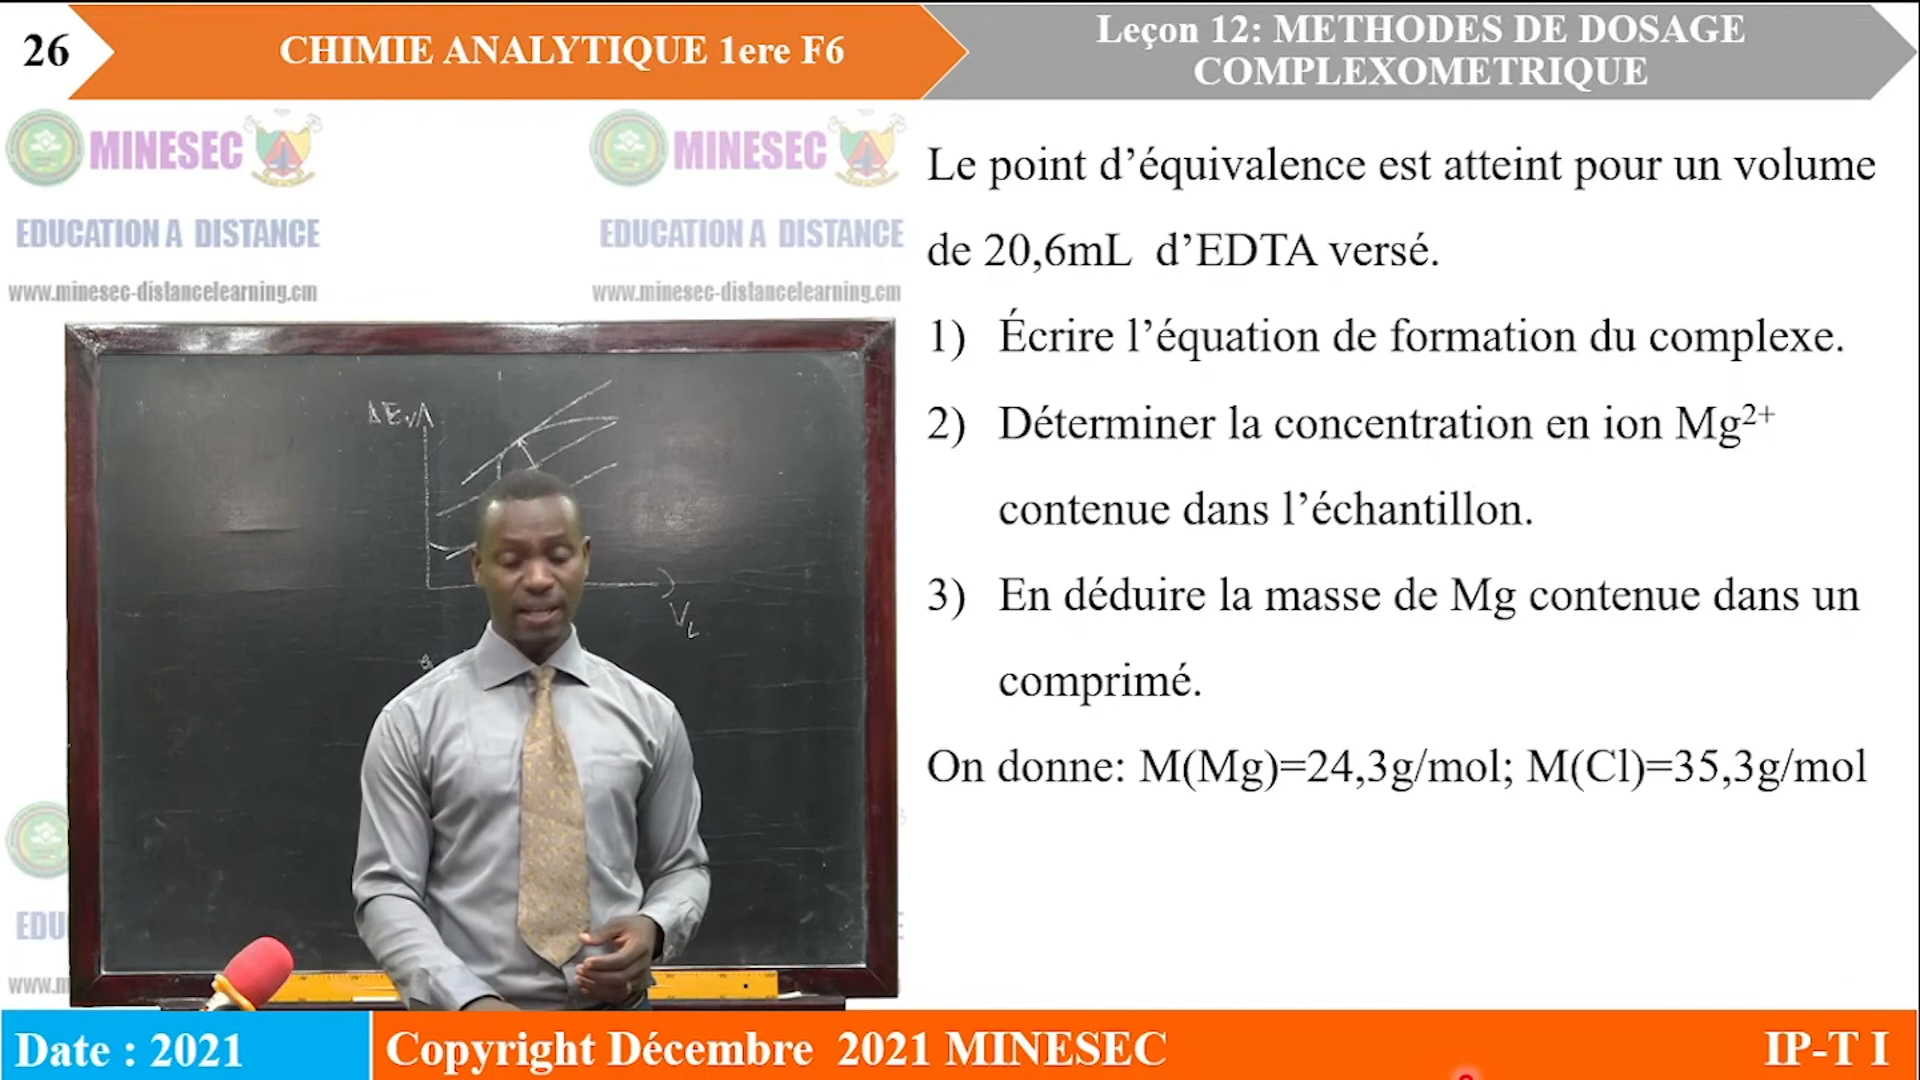 26
CHIMIE ANALYTIQUE 1ere F6
Leçon 12: METHODES DE DOSAGE
COMPLEXOMETRIQUE
MINESEC
EDUCATION A DISTANCE
www.minesec-distancelearning.cm
MINESEC
EDUCATION A DISTANCE
www.minesec-distancelearning.cm
Le point d’équivalence est atteint pour un volume
de 20,6mL d’EDTA versé.
1) Écrire l’équation de formation du complexe.
2) Déterminer la concentration en ion Mg²⁺
contenue dans l’échantillon.
3) En déduire la masse de Mg contenue dans un
comprimé.
On donne: M(Mg)=24,3g/mol; M(Cl)=35,3g/mol
EDU
Date : 2021
Copyright Décembre 2021 MINESEC
IP-T I